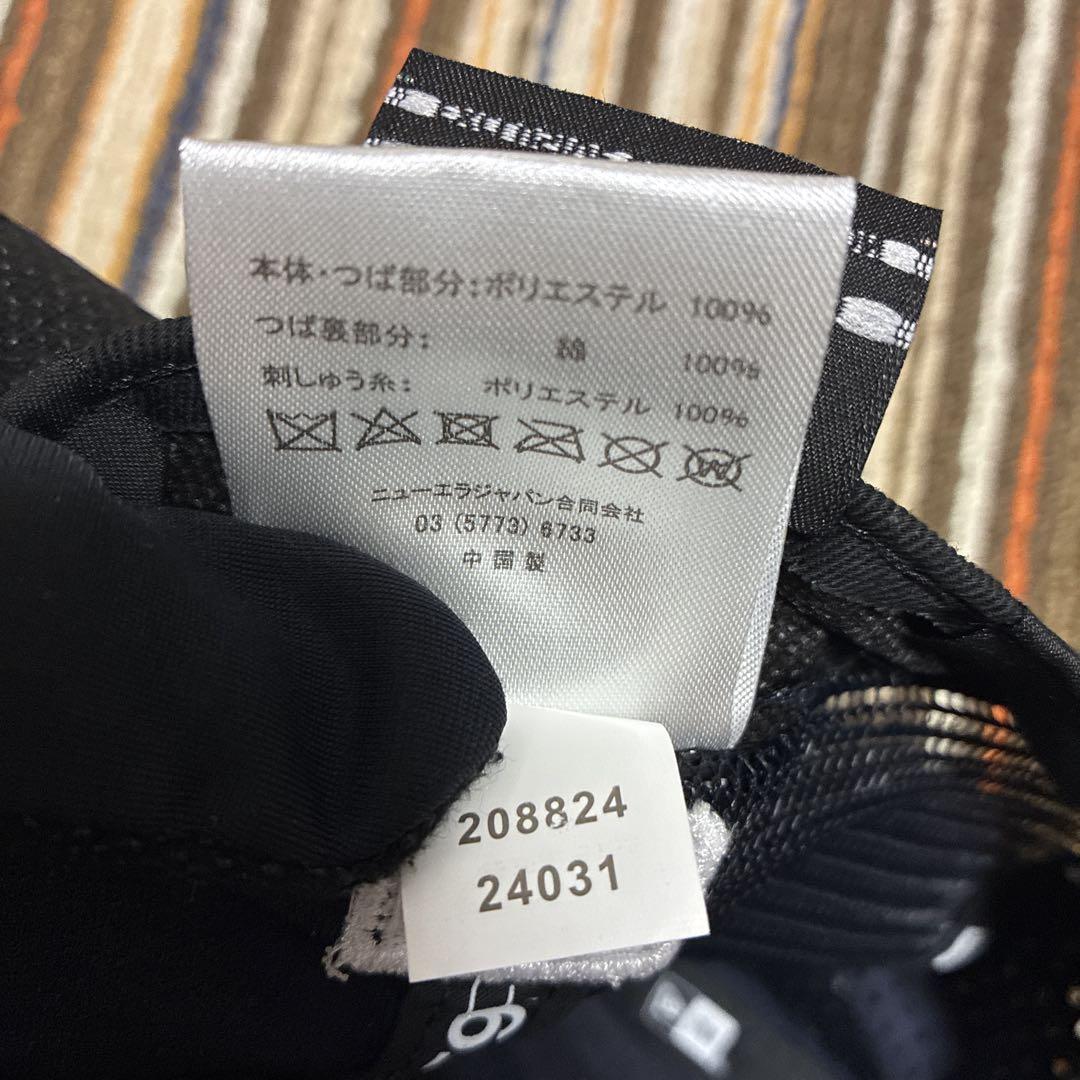 本体・つば部分:ポリエステル 100%
つば裏部分: 綿 100%
刺しゅう糸: ポリエステル 100%
ニューエラジャパン合同会社
03 (5773) 6733
中国製
208824
24031